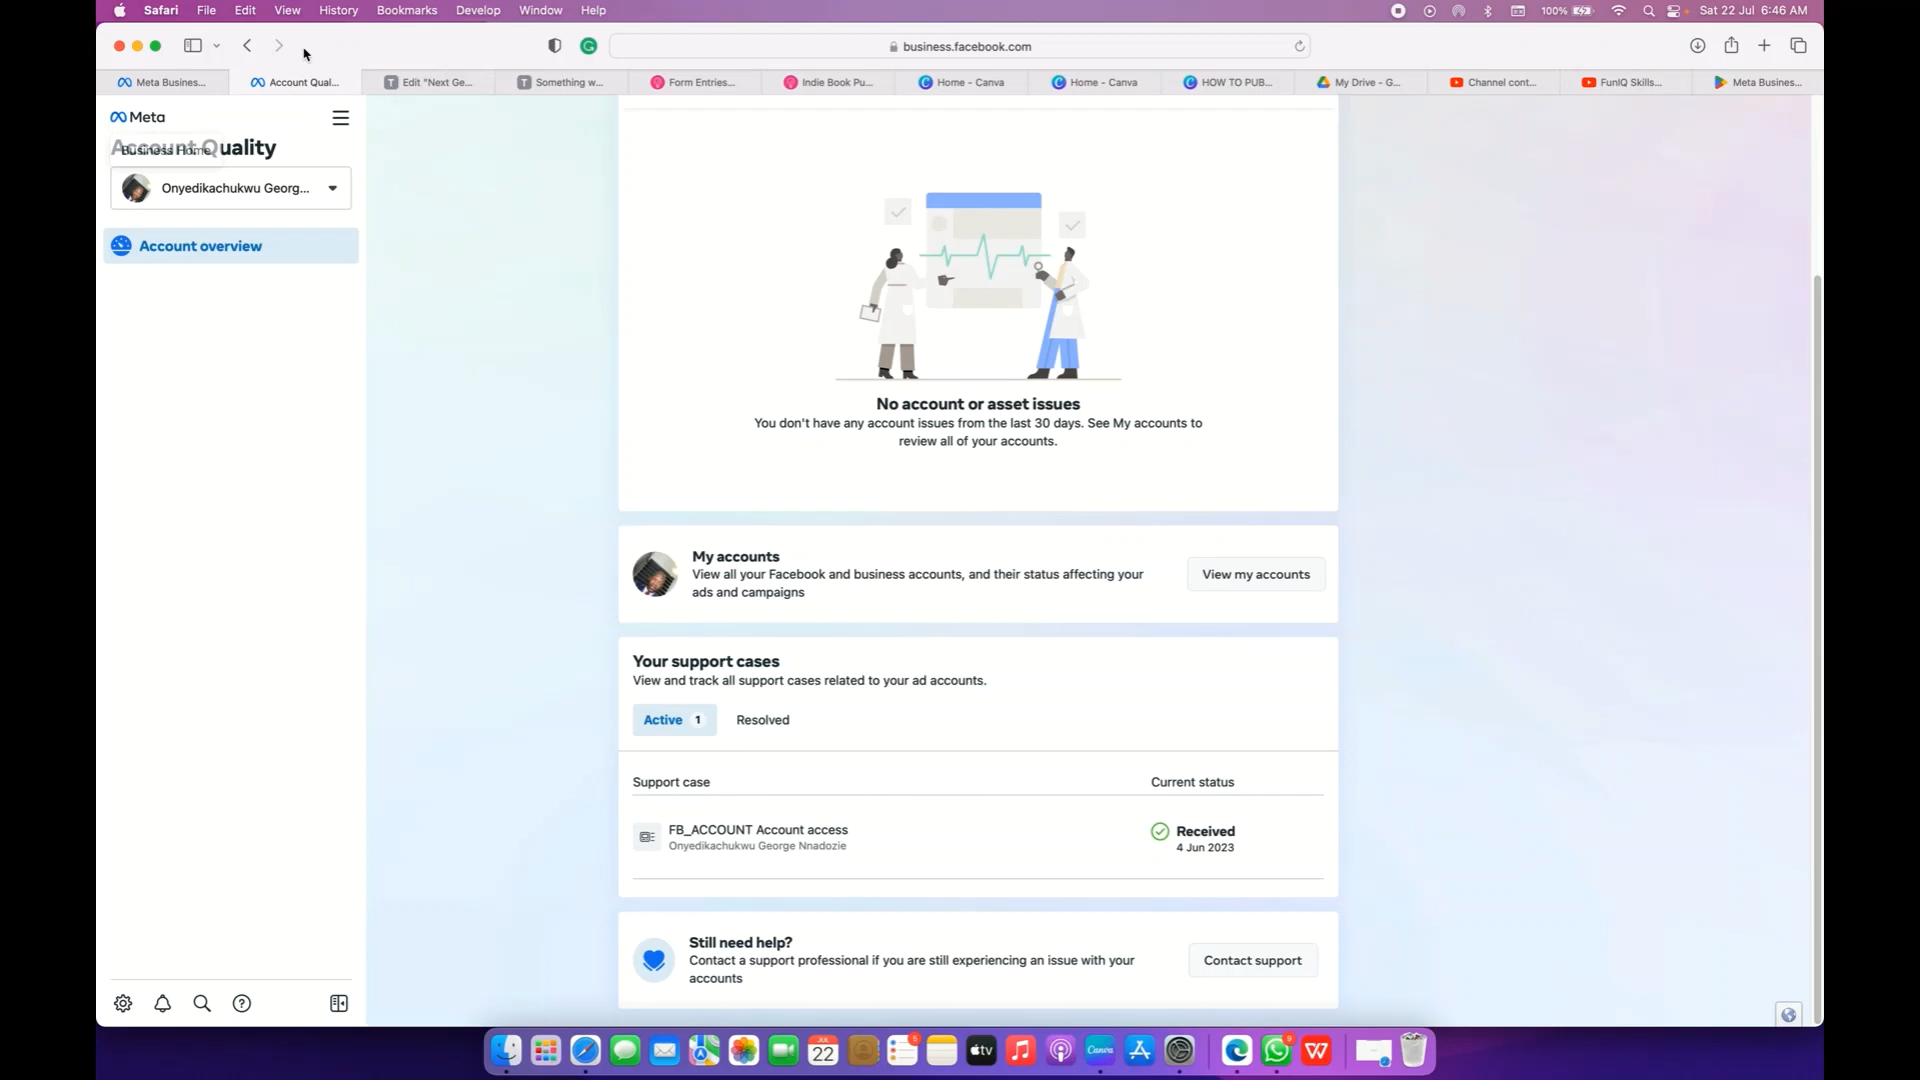 Safari File Edit View History Bookmarks Develop Window Help
100% Sat 22 Jul 6:46 AM
business.facebook.com
Meta Busines...
Account Qual...
Edit "Next Ge...
Something w...
Form Entries...
Indie Book Pu...
Home - Canva
Home - Canva
HOW TO PUB...
My Drive - G...
Channel cont...
FunIQ Skills...
Meta Busines...
Meta
Account Quality
Business Home
Onyedikachukwu Georg...
Account overview
No account or asset issues
You don't have any account issues from the last 30 days. See My accounts to
review all of your accounts.
My accounts
View all your Facebook and business accounts, and their status affecting your
ads and campaigns
View my accounts
Your support cases
View and track all support cases related to your ad accounts.
Active 1 Resolved
Support case Current status
FB_ACCOUNT Account access
Onyedikachukwu George Nnadozie
Received
4 Jun 2023
Still need help?
Contact a support professional if you are still experiencing an issue with your
accounts
Contact support
JUL
22
5
tv
Canva
9
W